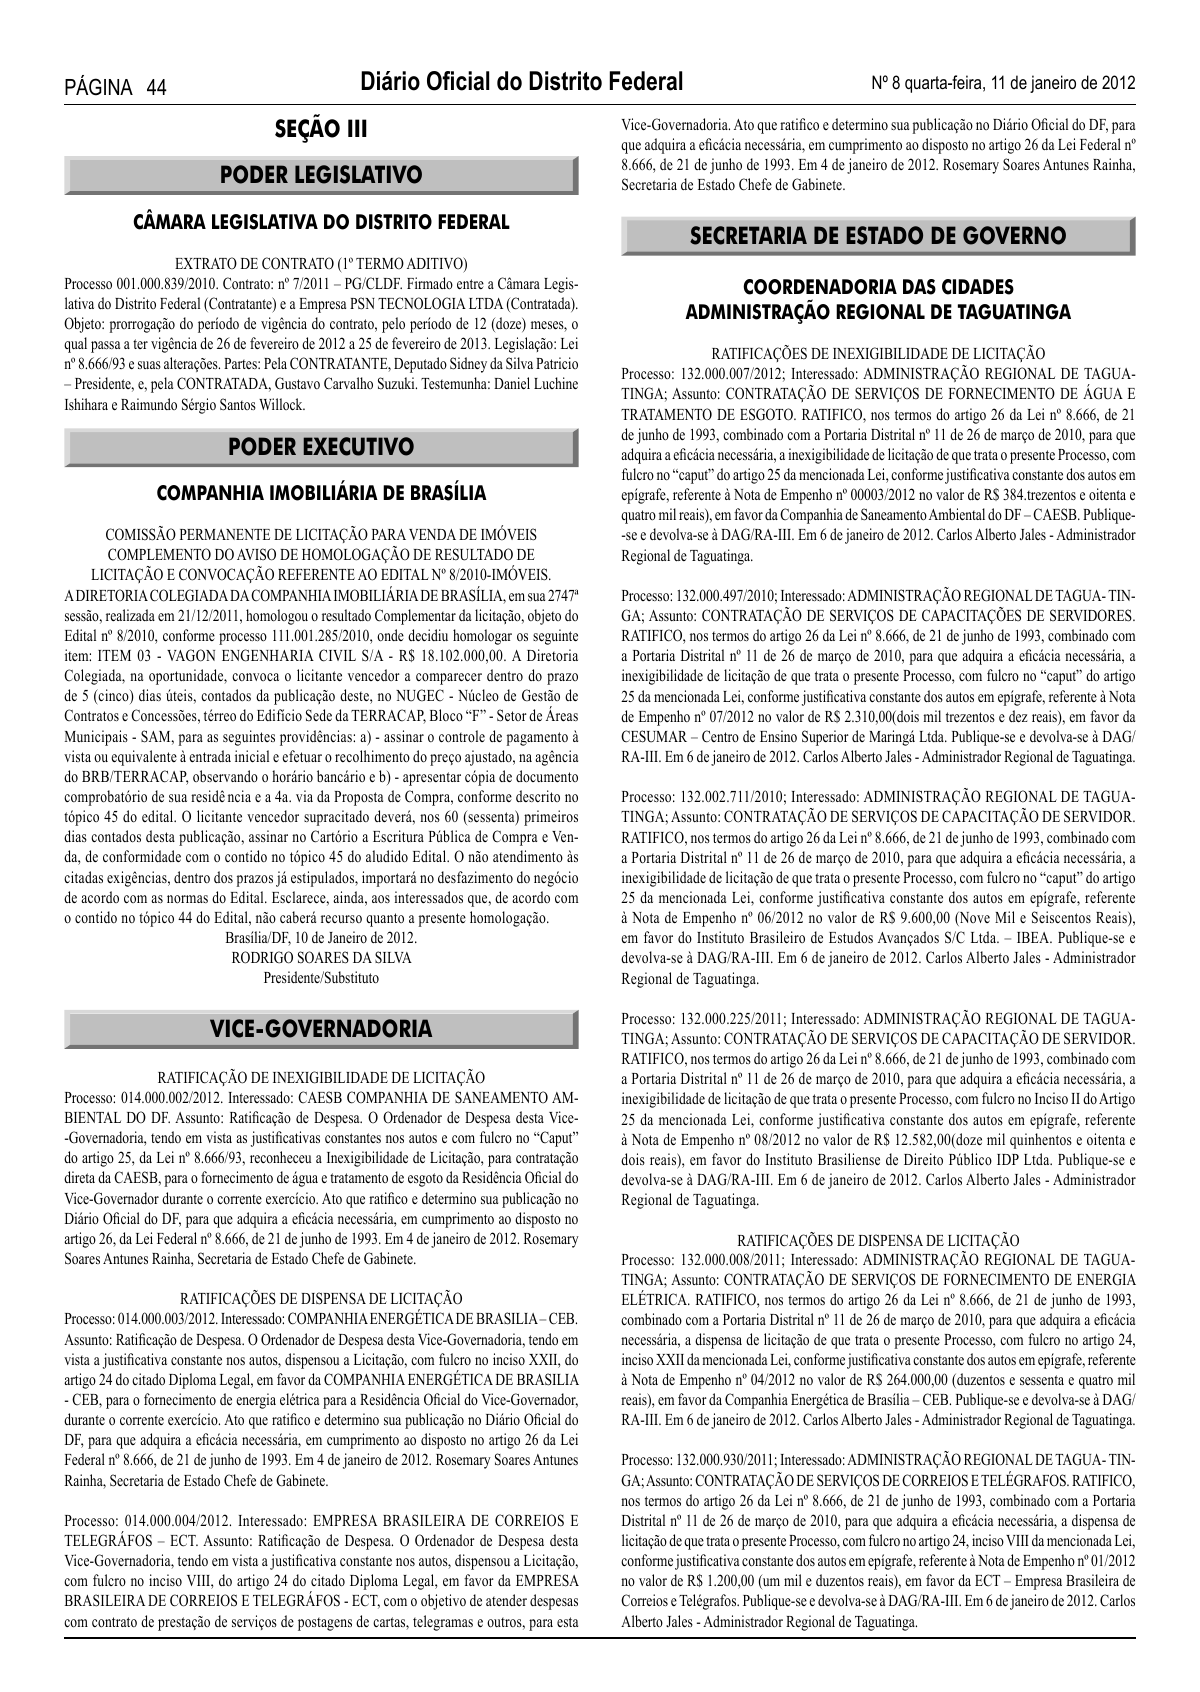 PÁGINA 44
Diário Oficial do Distrito Federal
Nº 8 quarta-feira, 11 de janeiro de 2012
SEÇÃO III
PODER LEGISLATIVO
CÂMARA LEGISLATIVA DO DISTRITO FEDERAL
EXTRATO DE CONTRATO (1º TERMO ADITIVO)
Processo 001.000.839/2010. Contrato: nº 7/2011 – PG/CLDF. Firmado entre a Câmara Legis-
lativa do Distrito Federal (Contratante) e a Empresa PSN TECNOLOGIA LTDA (Contratada).
Objeto: prorrogação do período de vigência do contrato, pelo período de 12 (doze) meses, o
qual passa a ter vigência de 26 de fevereiro de 2012 a 25 de fevereiro de 2013. Legislação: Lei
nº 8.666/93 e suas alterações. Partes: Pela CONTRATANTE, Deputado Sidney da Silva Patricio
– Presidente, e, pela CONTRATADA, Gustavo Carvalho Suzuki. Testemunha: Daniel Luchine
Ishihara e Raimundo Sérgio Santos Willock.
PODER EXECUTIVO
COMPANHIA IMOBILIÁRIA DE BRASÍLIA
COMISSÃO PERMANENTE DE LICITAÇÃO PARA VENDA DE IMÓVEIS
COMPLEMENTO DO AVISO DE HOMOLOGAÇÃO DE RESULTADO DE
LICITAÇÃO E CONVOCAÇÃO REFERENTE AO EDITAL Nº 8/2010-IMÓVEIS.
A DIRETORIA COLEGIADA DA COMPANHIA IMOBILIÁRIA DE BRASÍLIA, em sua 2747ª
sessão, realizada em 21/12/2011, homologou o resultado Complementar da licitação, objeto do
Edital nº 8/2010, conforme processo 111.001.285/2010, onde decidiu homologar os seguinte
item: ITEM 03 - VAGON ENGENHARIA CIVIL S/A - R$ 18.102.000,00. A Diretoria
Colegiada, na oportunidade, convoca o licitante vencedor a comparecer dentro do prazo
de 5 (cinco) dias úteis, contados da publicação deste, no NUGEC - Núcleo de Gestão de
Contratos e Concessões, térreo do Edifício Sede da TERRACAP, Bloco “F” - Setor de Áreas
Municipais - SAM, para as seguintes providências: a) - assinar o controle de pagamento à
vista ou equivalente à entrada inicial e efetuar o recolhimento do preço ajustado, na agência
do BRB/TERRACAP, observando o horário bancário e b) - apresentar cópia de documento
comprobatório de sua residência e a 4a. via da Proposta de Compra, conforme descrito no
tópico 45 do edital. O licitante vencedor supracitado deverá, nos 60 (sessenta) primeiros
dias contados desta publicação, assinar no Cartório a Escritura Pública de Compra e Ven-
da, de conformidade com o contido no tópico 45 do aludido Edital. O não atendimento às
citadas exigências, dentro dos prazos já estipulados, importará no desfazimento do negócio
de acordo com as normas do Edital. Esclarece, ainda, aos interessados que, de acordo com
o contido no tópico 44 do Edital, não caberá recurso quanto a presente homologação.
Brasília/DF, 10 de Janeiro de 2012.
RODRIGO SOARES DA SILVA
Presidente/Substituto
VICE-GOVERNADORIA
RATIFICAÇÃO DE INEXIGIBILIDADE DE LICITAÇÃO
Processo: 014.000.002/2012. Interessado: CAESB COMPANHIA DE SANEAMENTO AM-
BIENTAL DO DF. Assunto: Ratificação de Despesa. O Ordenador de Despesa desta Vice-
-Governadoria, tendo em vista as justificativas constantes nos autos e com fulcro no “Caput”
do artigo 25, da Lei nº 8.666/93, reconheceu a Inexigibilidade de Licitação, para contratação
direta da CAESB, para o fornecimento de água e tratamento de esgoto da Residência Oficial do
Vice-Governador durante o corrente exercício. Ato que ratifico e determino sua publicação no
Diário Oficial do DF, para que adquira a eficácia necessária, em cumprimento ao disposto no
artigo 26, da Lei Federal nº 8.666, de 21 de junho de 1993. Em 4 de janeiro de 2012. Rosemary
Soares Antunes Rainha, Secretaria de Estado Chefe de Gabinete.
RATIFICAÇÕES DE DISPENSA DE LICITAÇÃO
Processo: 014.000.003/2012. Interessado: COMPANHIA ENERGÉTICA DE BRASILIA – CEB.
Assunto: Ratificação de Despesa. O Ordenador de Despesa desta Vice-Governadoria, tendo em
vista a justificativa constante nos autos, dispensou a Licitação, com fulcro no inciso XXII, do
artigo 24 do citado Diploma Legal, em favor da COMPANHIA ENERGÉTICA DE BRASILIA
- CEB, para o fornecimento de energia elétrica para a Residência Oficial do Vice-Governador,
durante o corrente exercício. Ato que ratifico e determino sua publicação no Diário Oficial do
DF, para que adquira a eficácia necessária, em cumprimento ao disposto no artigo 26 da Lei
Federal nº 8.666, de 21 de junho de 1993. Em 4 de janeiro de 2012. Rosemary Soares Antunes
Rainha, Secretaria de Estado Chefe de Gabinete.
Processo: 014.000.004/2012. Interessado: EMPRESA BRASILEIRA DE CORREIOS E
TELEGRÁFOS – ECT. Assunto: Ratificação de Despesa. O Ordenador de Despesa desta
Vice-Governadoria, tendo em vista a justificativa constante nos autos, dispensou a Licitação,
com fulcro no inciso VIII, do artigo 24 do citado Diploma Legal, em favor da EMPRESA
BRASILEIRA DE CORREIOS E TELEGRÁFOS - ECT, com o objetivo de atender despesas
com contrato de prestação de serviços de postagens de cartas, telegramas e outros, para esta
Vice-Governadoria. Ato que ratifico e determino sua publicação no Diário Oficial do DF, para
que adquira a eficácia necessária, em cumprimento ao disposto no artigo 26 da Lei Federal nº
8.666, de 21 de junho de 1993. Em 4 de janeiro de 2012. Rosemary Soares Antunes Rainha,
Secretaria de Estado Chefe de Gabinete.
SECRETARIA DE ESTADO DE GOVERNO
COORDENADORIA DAS CIDADES
ADMINISTRAÇÃO REGIONAL DE TAGUATINGA
RATIFICAÇÕES DE INEXIGIBILIDADE DE LICITAÇÃO
Processo: 132.000.007/2012; Interessado: ADMINISTRAÇÃO REGIONAL DE TAGUA-
TINGA; Assunto: CONTRATAÇÃO DE SERVIÇOS DE FORNECIMENTO DE ÁGUA E
TRATAMENTO DE ESGOTO. RATIFICO, nos termos do artigo 26 da Lei nº 8.666, de 21
de junho de 1993, combinado com a Portaria Distrital nº 11 de 26 de março de 2010, para que
adquira a eficácia necessária, a inexigibilidade de licitação de que trata o presente Processo, com
fulcro no “caput” do artigo 25 da mencionada Lei, conforme justificativa constante dos autos em
epígrafe, referente à Nota de Empenho nº 00003/2012 no valor de R$ 384.trezentos e oitenta e
quatro mil reais), em favor da Companhia de Saneamento Ambiental do DF – CAESB. Publique-
-se e devolva-se à DAG/RA-III. Em 6 de janeiro de 2012. Carlos Alberto Jales - Administrador
Regional de Taguatinga.
Processo: 132.000.497/2010; Interessado: ADMINISTRAÇÃO REGIONAL DE TAGUA- TIN-
GA; Assunto: CONTRATAÇÃO DE SERVIÇOS DE CAPACITAÇÕES DE SERVIDORES.
RATIFICO, nos termos do artigo 26 da Lei nº 8.666, de 21 de junho de 1993, combinado com
a Portaria Distrital nº 11 de 26 de março de 2010, para que adquira a eficácia necessária, a
inexigibilidade de licitação de que trata o presente Processo, com fulcro no “caput” do artigo
25 da mencionada Lei, conforme justificativa constante dos autos em epígrafe, referente à Nota
de Empenho nº 07/2012 no valor de R$ 2.310,00(dois mil trezentos e dez reais), em favor da
CESUMAR – Centro de Ensino Superior de Maringá Ltda. Publique-se e devolva-se à DAG/
RA-III. Em 6 de janeiro de 2012. Carlos Alberto Jales - Administrador Regional de Taguatinga.
Processo: 132.002.711/2010; Interessado: ADMINISTRAÇÃO REGIONAL DE TAGUA-
TINGA; Assunto: CONTRATAÇÃO DE SERVIÇOS DE CAPACITAÇÃO DE SERVIDOR.
RATIFICO, nos termos do artigo 26 da Lei nº 8.666, de 21 de junho de 1993, combinado com
a Portaria Distrital nº 11 de 26 de março de 2010, para que adquira a eficácia necessária, a
inexigibilidade de licitação de que trata o presente Processo, com fulcro no “caput” do artigo
25 da mencionada Lei, conforme justificativa constante dos autos em epígrafe, referente
à Nota de Empenho nº 06/2012 no valor de R$ 9.600,00 (Nove Mil e Seiscentos Reais),
em favor do Instituto Brasileiro de Estudos Avançados S/C Ltda. – IBEA. Publique-se e
devolva-se à DAG/RA-III. Em 6 de janeiro de 2012. Carlos Alberto Jales - Administrador
Regional de Taguatinga.
Processo: 132.000.225/2011; Interessado: ADMINISTRAÇÃO REGIONAL DE TAGUA-
TINGA; Assunto: CONTRATAÇÃO DE SERVIÇOS DE CAPACITAÇÃO DE SERVIDOR.
RATIFICO, nos termos do artigo 26 da Lei nº 8.666, de 21 de junho de 1993, combinado com
a Portaria Distrital nº 11 de 26 de março de 2010, para que adquira a eficácia necessária, a
inexigibilidade de licitação de que trata o presente Processo, com fulcro no Inciso II do Artigo
25 da mencionada Lei, conforme justificativa constante dos autos em epígrafe, referente
à Nota de Empenho nº 08/2012 no valor de R$ 12.582,00(doze mil quinhentos e oitenta e
dois reais), em favor do Instituto Brasiliense de Direito Público IDP Ltda. Publique-se e
devolva-se à DAG/RA-III. Em 6 de janeiro de 2012. Carlos Alberto Jales - Administrador
Regional de Taguatinga.
RATIFICAÇÕES DE DISPENSA DE LICITAÇÃO
Processo: 132.000.008/2011; Interessado: ADMINISTRAÇÃO REGIONAL DE TAGUA-
TINGA; Assunto: CONTRATAÇÃO DE SERVIÇOS DE FORNECIMENTO DE ENERGIA
ELÉTRICA. RATIFICO, nos termos do artigo 26 da Lei nº 8.666, de 21 de junho de 1993,
combinado com a Portaria Distrital nº 11 de 26 de março de 2010, para que adquira a eficácia
necessária, a dispensa de licitação de que trata o presente Processo, com fulcro no artigo 24,
inciso XXII da mencionada Lei, conforme justificativa constante dos autos em epígrafe, referente
à Nota de Empenho nº 04/2012 no valor de R$ 264.000,00 (duzentos e sessenta e quatro mil
reais), em favor da Companhia Energética de Brasília – CEB. Publique-se e devolva-se à DAG/
RA-III. Em 6 de janeiro de 2012. Carlos Alberto Jales - Administrador Regional de Taguatinga.
Processo: 132.000.930/2011; Interessado: ADMINISTRAÇÃO REGIONAL DE TAGUA- TIN-
GA; Assunto: CONTRATAÇÃO DE SERVIÇOS DE CORREIOS E TELÉGRAFOS. RATIFICO,
nos termos do artigo 26 da Lei nº 8.666, de 21 de junho de 1993, combinado com a Portaria
Distrital nº 11 de 26 de março de 2010, para que adquira a eficácia necessária, a dispensa de
licitação de que trata o presente Processo, com fulcro no artigo 24, inciso VIII da mencionada Lei,
conforme justificativa constante dos autos em epígrafe, referente à Nota de Empenho nº 01/2012
no valor de R$ 1.200,00 (um mil e duzentos reais), em favor da ECT – Empresa Brasileira de
Correios e Telégrafos. Publique-se e devolva-se à DAG/RA-III. Em 6 de janeiro de 2012. Carlos
Alberto Jales - Administrador Regional de Taguatinga.